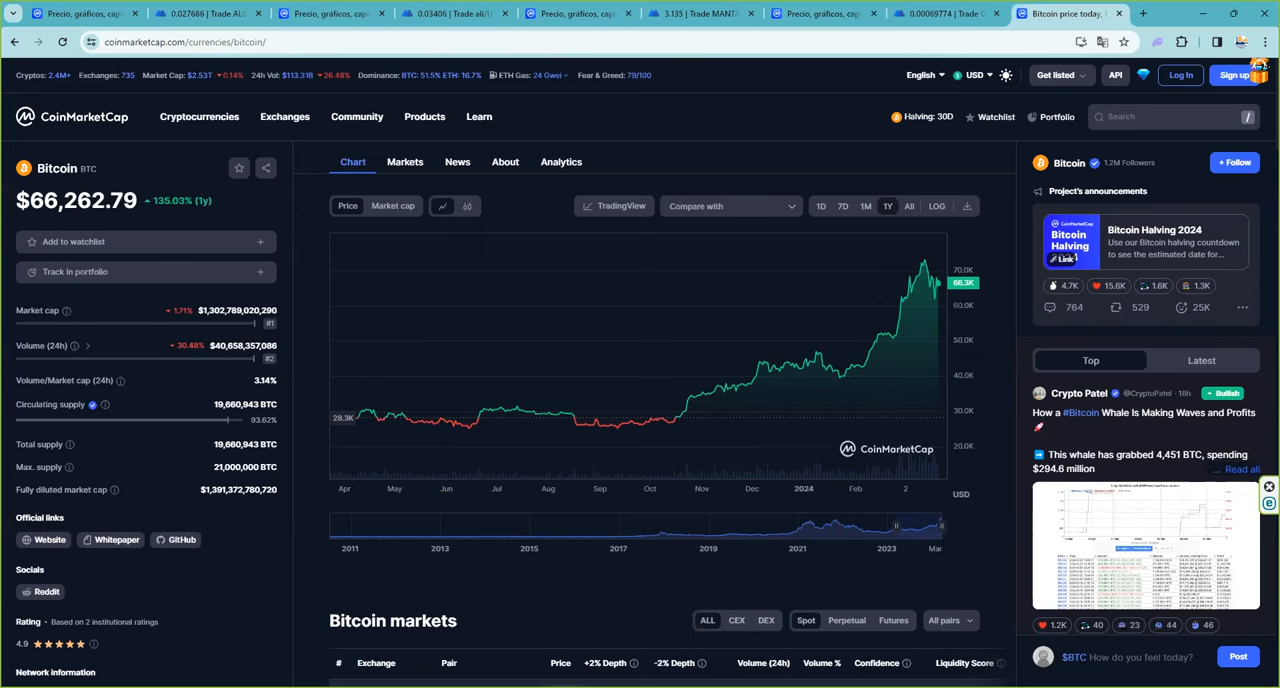 Precio, gráficos, capi
0.027686 | Trade ALG
Precio, gráficos, capi
0.03406 | Trade ali/U
Precio, gráficos, capi
3.135 | Trade MANTA
Precio, gráficos, capi
0.00069774 | Trade D
Bitcoin price today,
coinmarketcap.com/currencies/bitcoin/
Cryptos: 2.4M+ Exchanges: 735 Market Cap: $2.53T 0.14% 24h Vol: $113.31B 26.48% Dominance: BTC: 51.5% ETH: 16.7% ETH Gas: 24 Gwei Fear & Greed: 79/100
English USD Get listed API Log In Sign up
CoinMarketCap Cryptocurrencies Exchanges Community Products Learn
Halving: 30D Watchlist Portfolio Search /
Bitcoin BTC
$66,262.79 135.03% (1y)
Add to watchlist +
Track in portfolio +
Market cap 1.71% $1,302,789,020,290
#1
Volume (24h) 30.48% $40,658,357,086
#2
Volume/Market cap (24h) 3.14%
Circulating supply 19,660,943 BTC
93.62%
Total supply 19,660,943 BTC
Max. supply 21,000,000 BTC
Fully diluted market cap $1,391,372,780,720
Official links
Website Whitepaper GitHub
Socials
Reddit
Rating · Based on 2 institutional ratings
4.9
Network information
Chart Markets News About Analytics
Price Market cap TradingView Compare with 1D 7D 1M 1Y All LOG
70.0K
66.3K
60.0K
50.0K
40.0K
30.0K
28.3K
20.0K
CoinMarketCap
Apr May Jun Jul Aug Sep Oct Nov Dec 2024 Feb 2
USD
2011 2013 2015 2017 2019 2021 2023 Mar
Bitcoin markets
ALL CEX DEX Spot Perpetual Futures All pairs
# Exchange Pair Price +2% Depth -2% Depth Volume (24h) Volume % Confidence Liquidity Score
Bitcoin 1.2M Followers + Follow
Project's announcements
CoinMarketCap
Bitcoin
Halving
Link
Bitcoin Halving 2024
Use our Bitcoin halving countdown
to see the estimated date for...
4.7K 15.6K 1.6K 1.3K
764 529 25K
Top Latest
Crypto Patel @CryptoPatel · 18h Bullish
How a #Bitcoin Whale Is Making Waves and Profits
This whale has grabbed 4,451 BTC, spending
$294.6 million ... Read all
1.2K 40 23 44 46
$BTC How do you feel today? Post